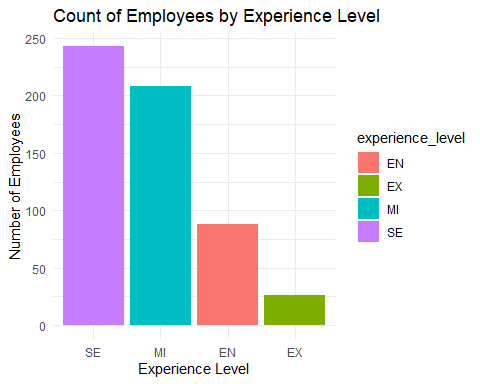 Count of Employees by Experience Level
Number of Employees
250
200
150
100
50
0
SE MI EN EX
Experience Level
experience_level
EN
EX
MI
SE